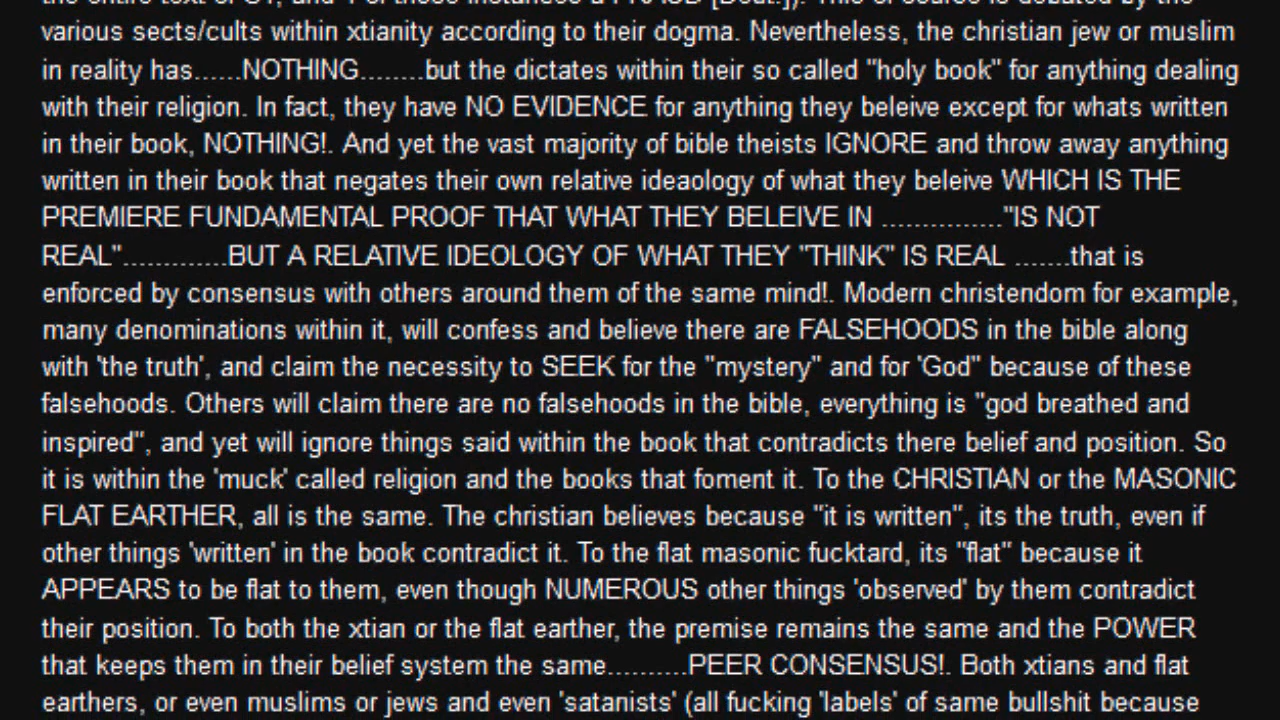 the entire text of OT, and
various sects/cults within xtianity according to their dogma. Nevertheless, the christian jew or muslim
in reality has......NOTHING........but the dictates within their so called "holy book" for anything dealing
with their religion. In fact, they have NO EVIDENCE for anything they beleive except for whats written
in their book, NOTHING!. And yet the vast majority of bible theists IGNORE and throw away anything
written in their book that negates their own relative ideaology of what they beleive WHICH IS THE
PREMIERE FUNDAMENTAL PROOF THAT WHAT THEY BELEIVE IN ................"IS NOT
REAL"..............BUT A RELATIVE IDEOLOGY OF WHAT THEY "THINK" IS REAL .......that is
enforced by consensus with others around them of the same mind!. Modern christendom for example,
many denominations within it, will confess and believe there are FALSEHOODS in the bible along
with 'the truth', and claim the necessity to SEEK for the "mystery" and for 'God" because of these
falsehoods. Others will claim there are no falsehoods in the bible, everything is "god breathed and
inspired", and yet will ignore things said within the book that contradicts there belief and position. So
it is within the 'muck' called religion and the books that foment it. To the CHRISTIAN or the MASONIC
FLAT EARTHER, all is the same. The christian believes because "it is written", its the truth, even if
other things 'written' in the book contradict it. To the flat masonic fucktard, its "flat" because it
APPEARS to be flat to them, even though NUMEROUS other things 'observed' by them contradict
their position. To both the xtian or the flat earther, the premise remains the same and the POWER
that keeps them in their belief system the same..........PEER CONSENSUS!. Both xtians and flat
earthers, or even muslims or jews and even 'satanists' (all fucking 'labels' of same bullshit because